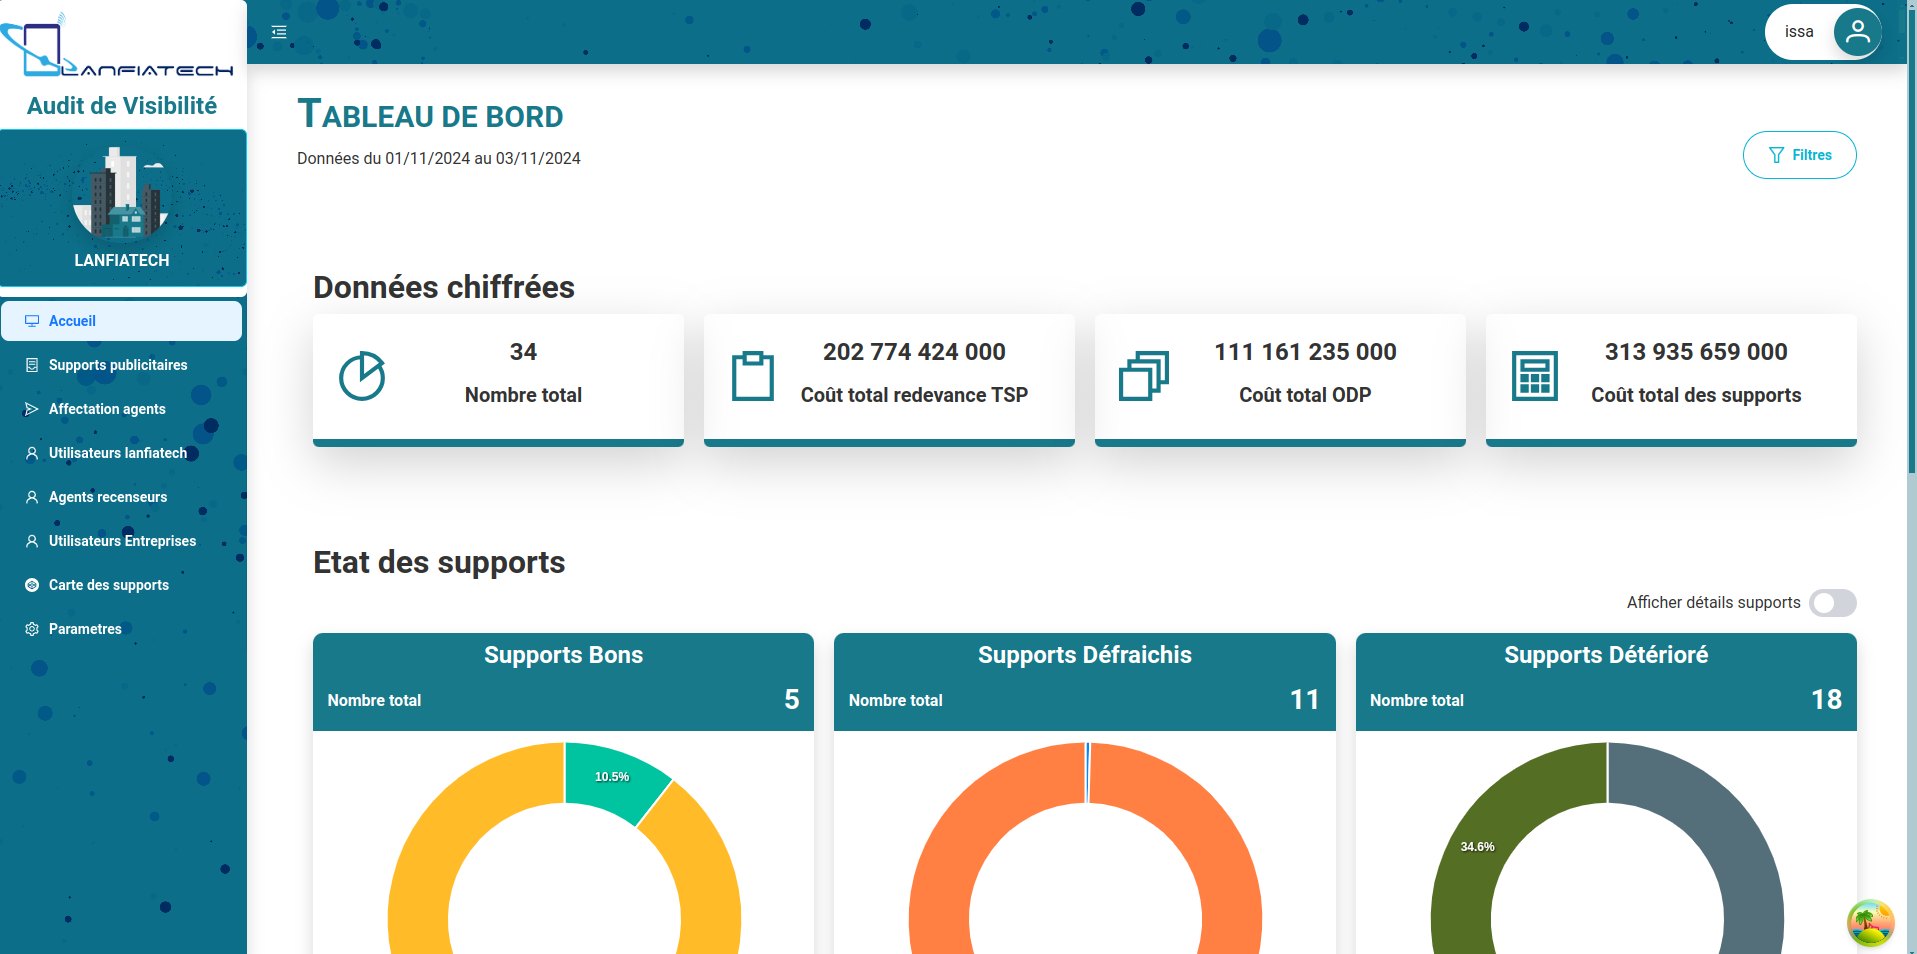 LANFIATECH
Audit de Visibilité
LANFIATECH
Accueil
Supports publicitaires
Affectation agents
Utilisateurs lanfiatech
Agents recenseurs
Utilisateurs Entreprises
Carte des supports
Parametres
issa
TABLEAU DE BORD
Données du 01/11/2024 au 03/11/2024
Filtres
Données chiffrées
34
Nombre total
202 774 424 000
Coût total redevance TSP
111 161 235 000
Coût total ODP
313 935 659 000
Coût total des supports
Etat des supports
Afficher détails supports
Supports Bons
Nombre total 5
10.5%
Supports Défraichis
Nombre total 11
Supports Détérioré
Nombre total 18
34.6%